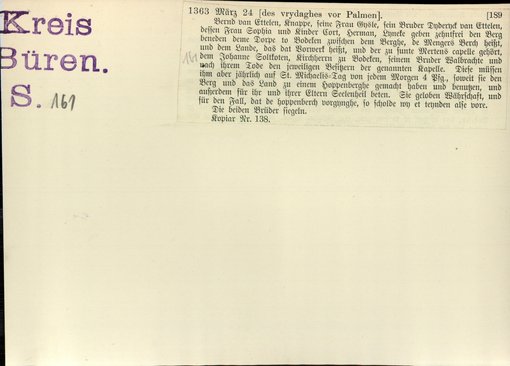 Kreis
Büren.
S. 161
1363 März 24 [des vrydaghes vor Palmen]. [189
Bernd van Ettelen, Knappe, seine Frau Ghösle, sein Bruder Dyderyck van Ettelen,
dessen Frau Sophia und Kinder Cort, Herman, Lyneke geben zehntfrei den Berg
beneden deme Dorpe to Bodeken zwischen dem Berghe, de Mengers Berch heißt,
und dem Lande, das dat Vorwerk heißt, und der zu sunte Mertens capelle gehört,
161 dem Johanne Soltkoten, Kirchherrn zu Bodeken, seinem Bruder Walbrachte und
nach ihrem Tode den jeweiligen Besitzern der genannten Kapelle. Diese müssen
ihm aber jährlich auf St. Michaelis-Tag von jedem Morgen 4 Pfg., soweit sie den
Berg und das Land zu einem Hoppenberghe gemacht haben und benutzen, und
außerdem für ihr und ihrer Eltern Seelenheil beten. Sie geloben Währschaft, und
für den Fall, dat de hoppenberch vorgynghe, so scholde wy et teynden alse vore.
Die beiden Brüder siegeln.
Kopiar Nr. 138.